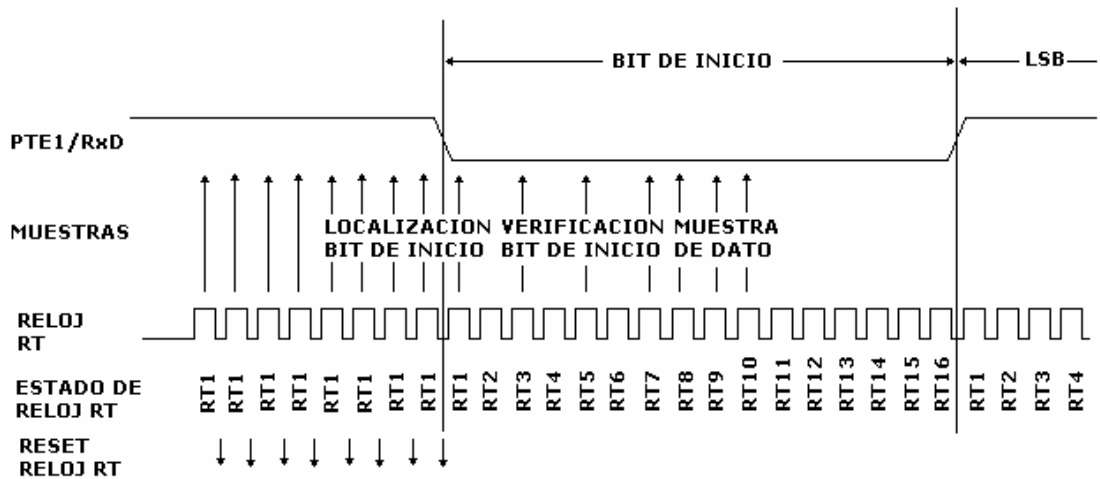 BIT DE INICIO
LSB
PTE1/RxD
MUESTRAS
LOCALIZACION
BIT DE INICIO
VERIFICACION
BIT DE INICIO
MUESTRA
DE DATO
RELOJ
RT
ESTADO DE
RELOJ RT
RT1 RT1 RT1 RT1 RT1 RT1 RT1 RT1 RT1 RT2 RT3 RT4 RT5 RT6 RT7 RT8 RT9 RT10 RT11 RT12 RT13 RT14 RT15 RT16 RT1 RT2 RT3 RT4
RESET
RELOJ RT